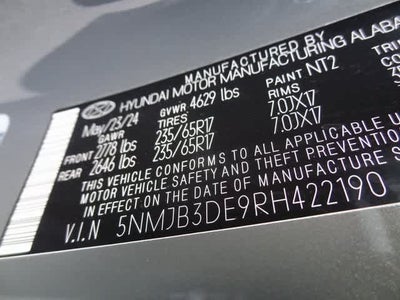 MANUFACTURED BY
HYUNDAI MOTOR MANUFACTURING ALABA
May/23/24 GVWR 4629 lbs PAINT NT2
GAWR TIRES RIMS
FRONT 2778 lbs 235/65R17 7.0JX17
REAR 2646 lbs 235/65R17 7.0JX17
THIS VEHICLE CONFORMS TO ALL APPLICABLE
MOTOR VEHICLE SAFETY AND THEFT PREVENTION
IN EFFECT ON THE DATE OF MANUFACTURE
V.I.N 5NMJB3DE9RH422190